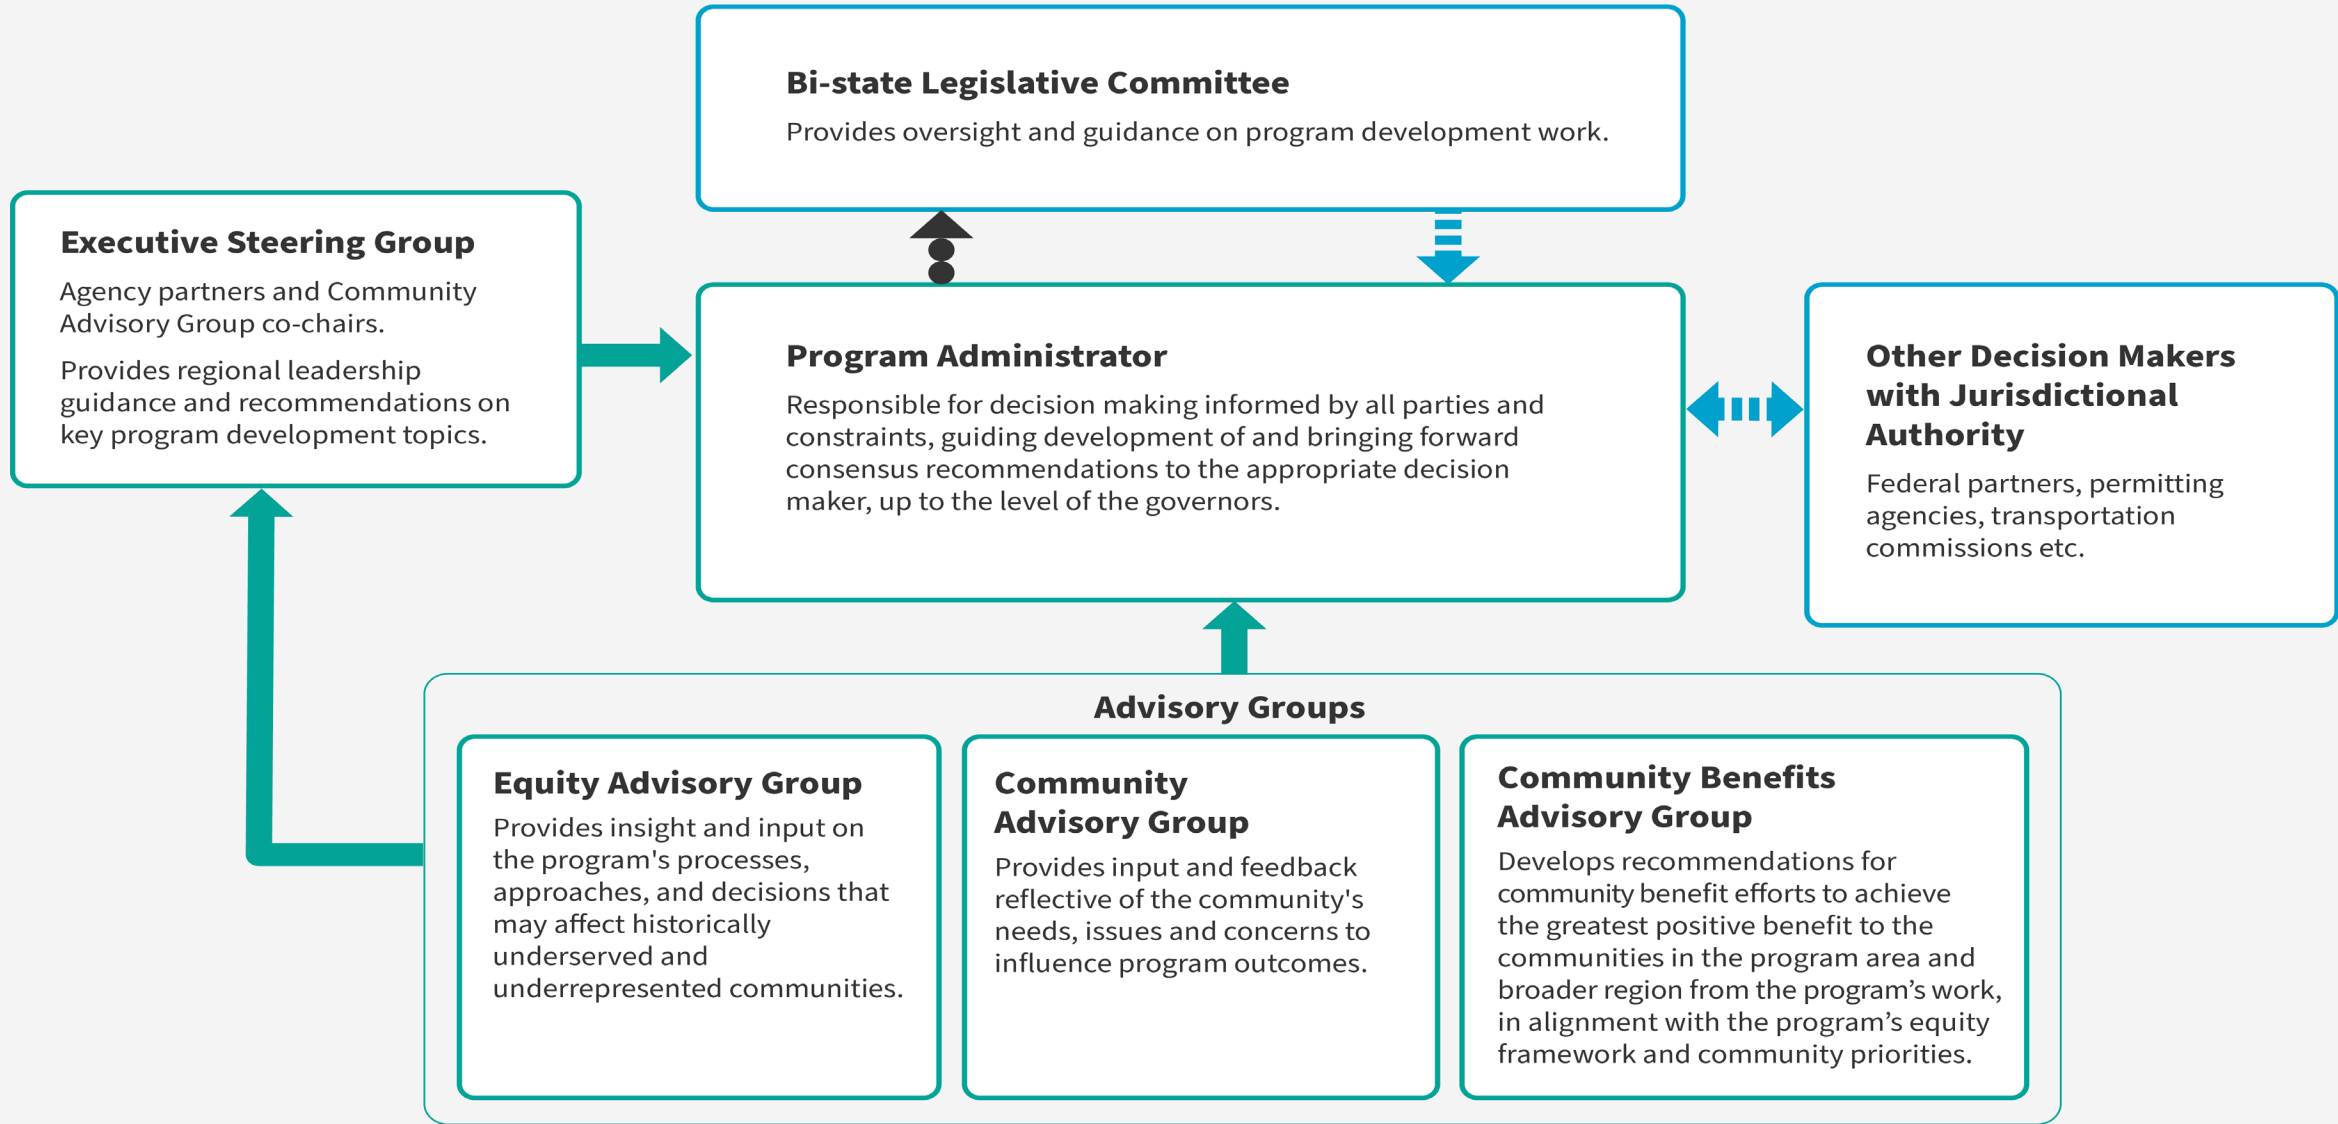 Bi-state Legislative Committee
Provides oversight and guidance on program development work.
Executive Steering Group
Agency partners and Community
Advisory Group co-chairs.
Provides regional leadership
guidance and recommendations on
key program development topics.
Program Administrator
Responsible for decision making informed by all parties and
constraints, guiding development of and bringing forward
consensus recommendations to the appropriate decision
maker, up to the level of the governors.
Other Decision Makers
with Jurisdictional
Authority
Federal partners, permitting
agencies, transportation
commissions etc.
Advisory Groups
Equity Advisory Group
Provides insight and input on
the program's processes,
approaches, and decisions that
may affect historically
underserved and
underrepresented communities.
Community
Advisory Group
Provides input and feedback
reflective of the community's
needs, issues and concerns to
influence program outcomes.
Community Benefits
Advisory Group
Develops recommendations for
community benefit efforts to achieve
the greatest positive benefit to the
communities in the program area and
broader region from the program’s work,
in alignment with the program’s equity
framework and community priorities.